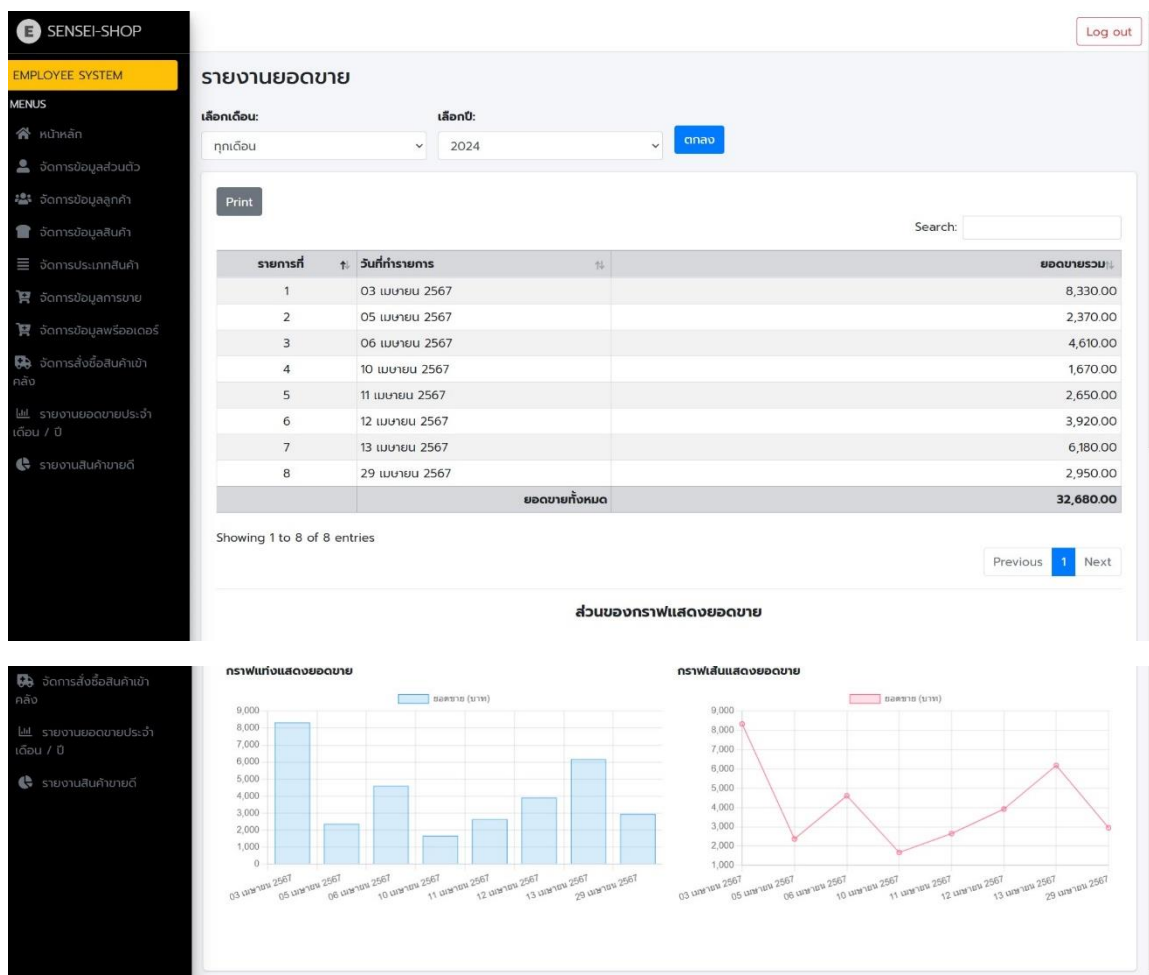 E SENSEI-SHOP
Log out
EMPLOYEE SYSTEM
MENUS
หน้าหลัก
จัดการข้อมูลส่วนตัว
จัดการข้อมูลลูกค้า
จัดการข้อมูลสินค้า
จัดการประเภทสินค้า
จัดการข้อมูลการขาย
จัดการข้อมูลพรีออเดอร์
จัดการสั่งซื้อสินค้าเข้า
คลัง
รายงานยอดขายประจำ
เดือน / ปี
รายงานสินค้าขายดี
รายงานยอดขาย
เลือกเดือน: เลือกปี:
ทุกเดือน 2024 ตกลง
Print
Search:
รายการที่ วันที่ทำรายการ ยอดขายรวม
1 03 เมษายน 2567 8,330.00
2 05 เมษายน 2567 2,370.00
3 06 เมษายน 2567 4,610.00
4 10 เมษายน 2567 1,670.00
5 11 เมษายน 2567 2,650.00
6 12 เมษายน 2567 3,920.00
7 13 เมษายน 2567 6,180.00
8 29 เมษายน 2567 2,950.00
ยอดขายทั้งหมด 32,680.00
Showing 1 to 8 of 8 entries
Previous 1 Next
ส่วนของกราฟแสดงยอดขาย
จัดการสั่งซื้อสินค้าเข้า
คลัง
รายงานยอดขายประจำ
เดือน / ปี
รายงานสินค้าขายดี
กราฟแท่งแสดงยอดขาย
ยอดขาย (บาท)
9,000
8,000
7,000
6,000
5,000
4,000
3,000
2,000
1,000
0
03 เมษายน 2567
05 เมษายน 2567
06 เมษายน 2567
10 เมษายน 2567
11 เมษายน 2567
12 เมษายน 2567
13 เมษายน 2567
29 เมษายน 2567
กราฟเส้นแสดงยอดขาย
ยอดขาย (บาท)
9,000
8,000
7,000
6,000
5,000
4,000
3,000
2,000
1,000
03 เมษายน 2567
05 เมษายน 2567
06 เมษายน 2567
10 เมษายน 2567
11 เมษายน 2567
12 เมษายน 2567
13 เมษายน 2567
29 เมษายน 2567